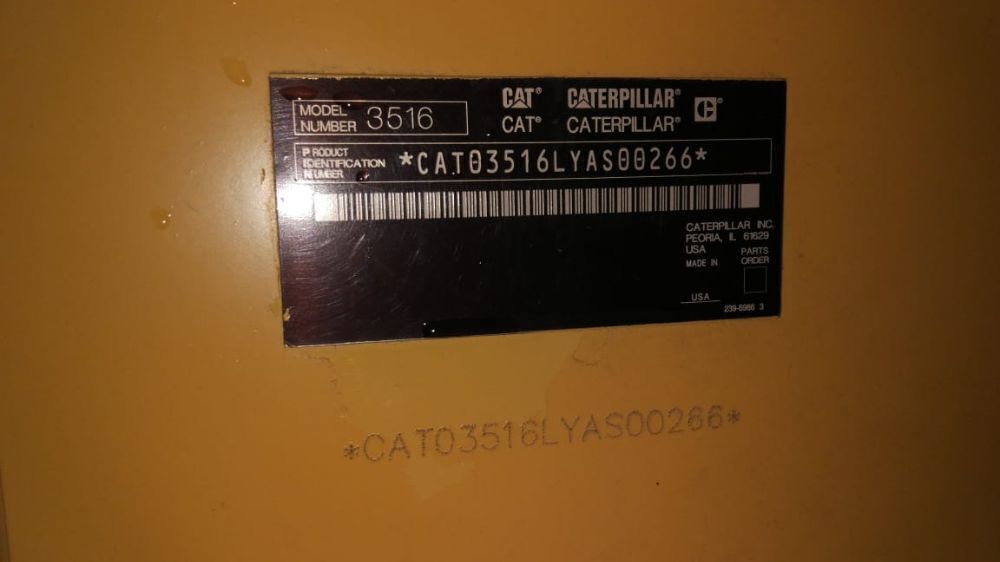 MODEL NUMBER 3516
CAT® CATERPILLAR® C®
CAT® CATERPILLAR®
PRODUCT IDENTIFICATION NUMBER
*CAT03516LYAS00266*
CATERPILLAR INC.
PEORIA, IL 61629
USA
PARTS ORDER
MADE IN
USA
239-6986 3
*CAT03516LYAS00266*